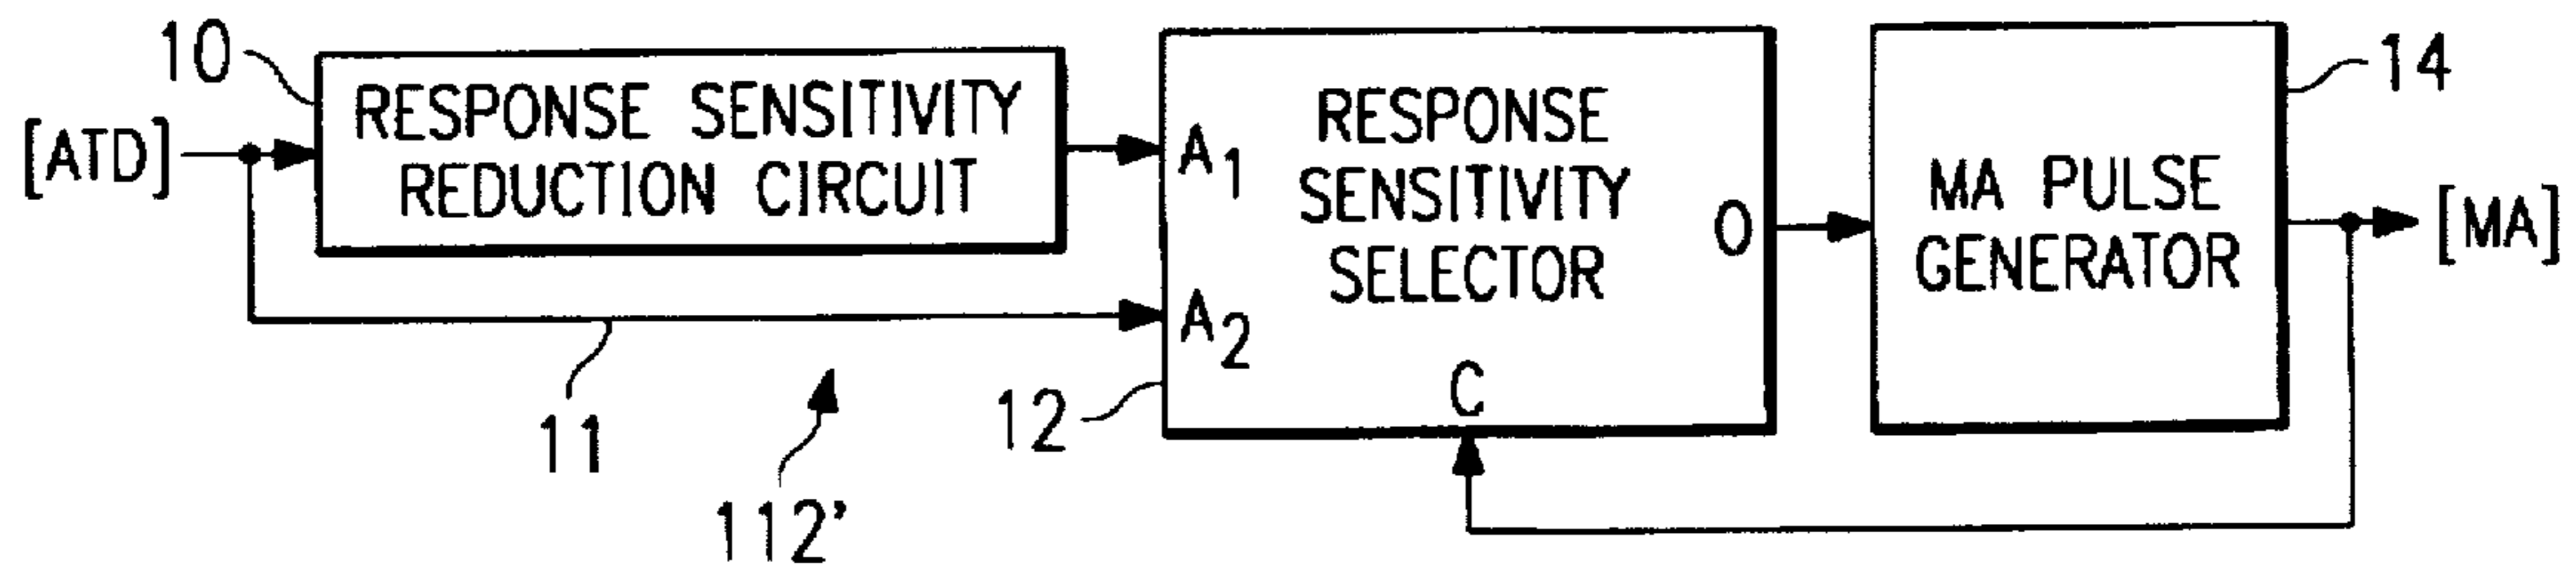 10
[ATD]
RESPONSE SENSITIVITY
REDUCTION CIRCUIT
A1
A2
RESPONSE
SENSITIVITY
SELECTOR
O
C
MA PULSE
GENERATOR
14
[MA]
11
112'
12